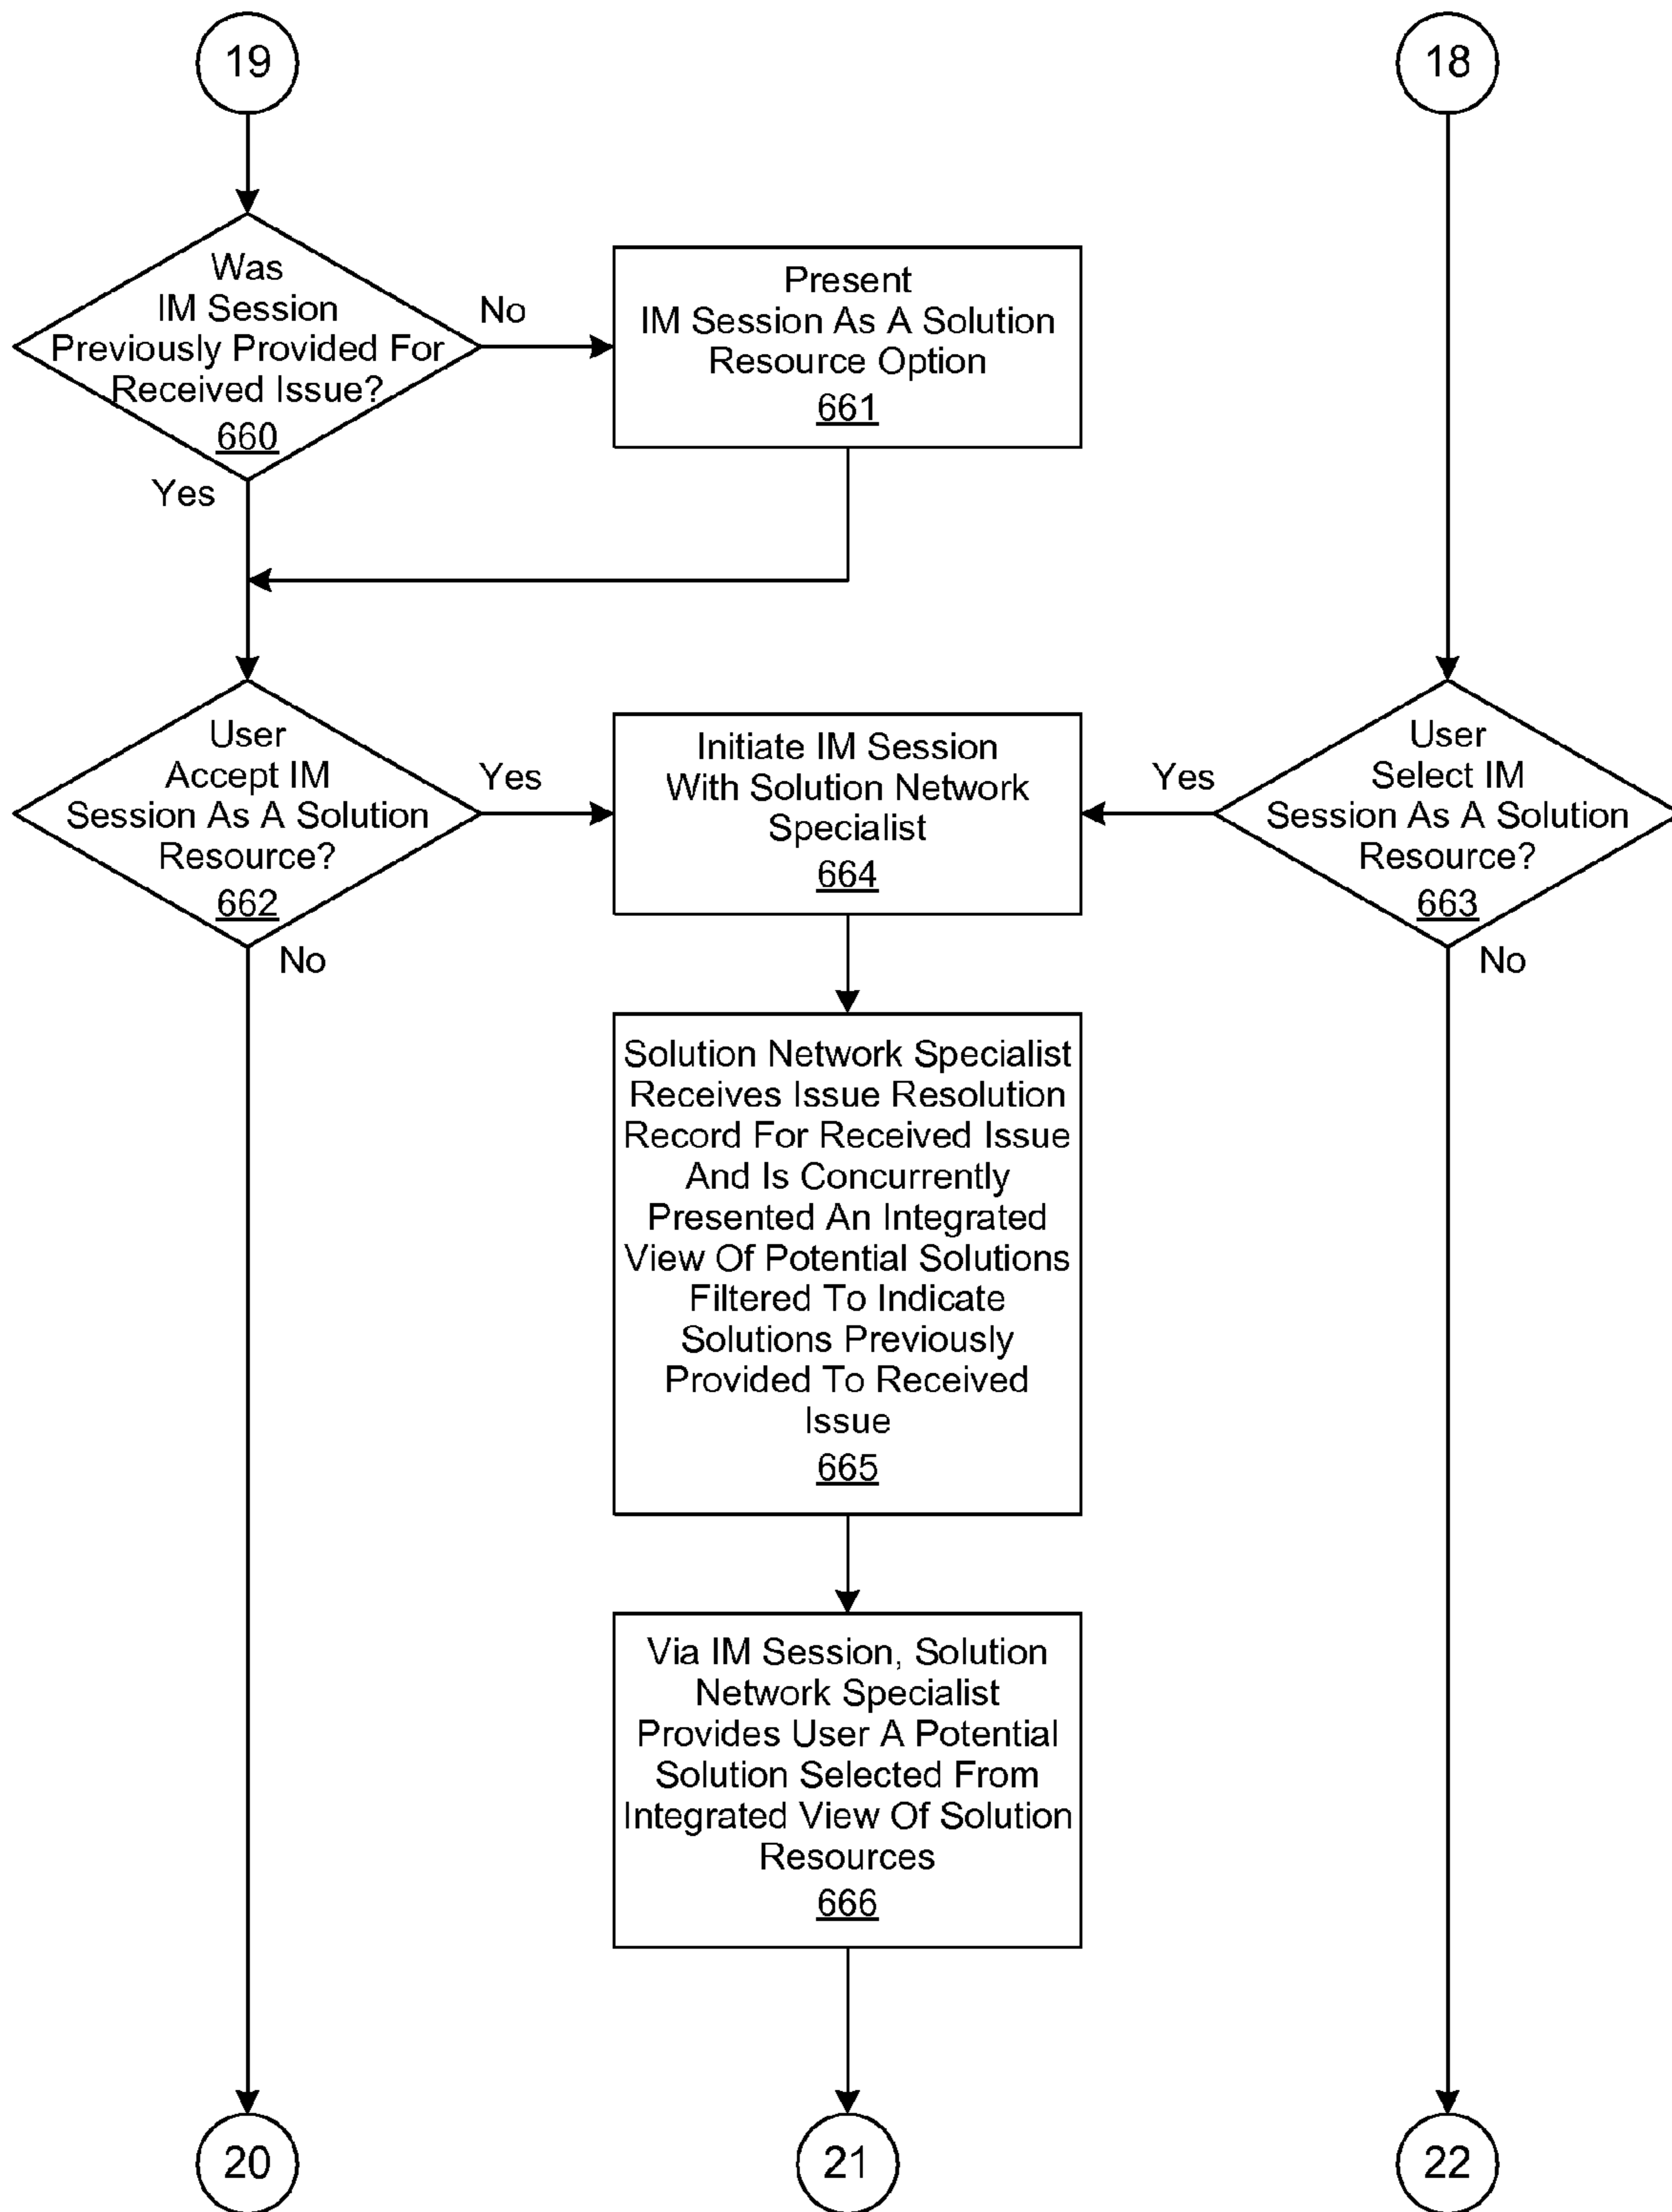 19
18
Was
IM Session
Previously Provided For
Received Issue?
660
No
Present
IM Session As A Solution
Resource Option
661
Yes
User
Accept IM
Session As A Solution
Resource?
662
Yes
Initiate IM Session
With Solution Network
Specialist
664
Yes
User
Select IM
Session As A Solution
Resource?
663
No
No
Solution Network Specialist
Receives Issue Resolution
Record For Received Issue
And Is Concurrently
Presented An Integrated
View Of Potential Solutions
Filtered To Indicate
Solutions Previously
Provided To Received
Issue
665
Via IM Session, Solution
Network Specialist
Provides User A Potential
Solution Selected From
Integrated View Of Solution
Resources
666
20
21
22